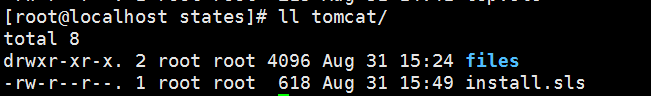 [root@localhost states]# ll tomcat/
total 8
drwxr-xr-x. 2 root root 4096 Aug 31 15:24 files
-rw-r--r--. 1 root root  618 Aug 31 15:49 install.sls